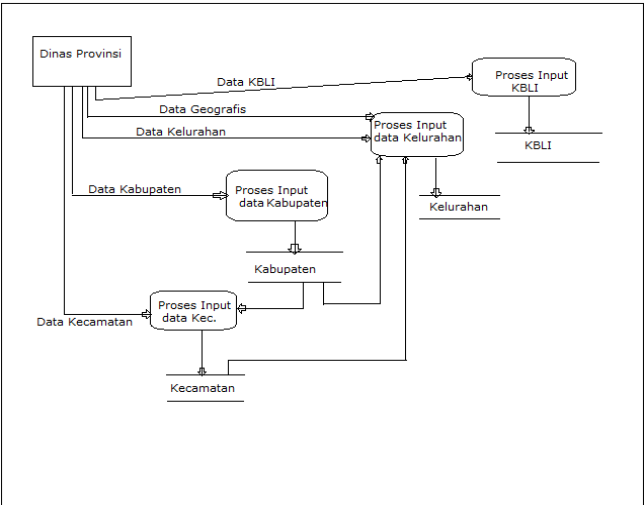 Dinas Provinsi
Data KBLI
Proses Input
KBLI
Data Geografis
Proses Input
data Kelurahan
Data Kelurahan
KBLI
Data Kabupaten
Proses Input
data Kabupaten
Kelurahan
Kabupaten
Proses Input
data Kec.
Data Kecamatan
Kecamatan